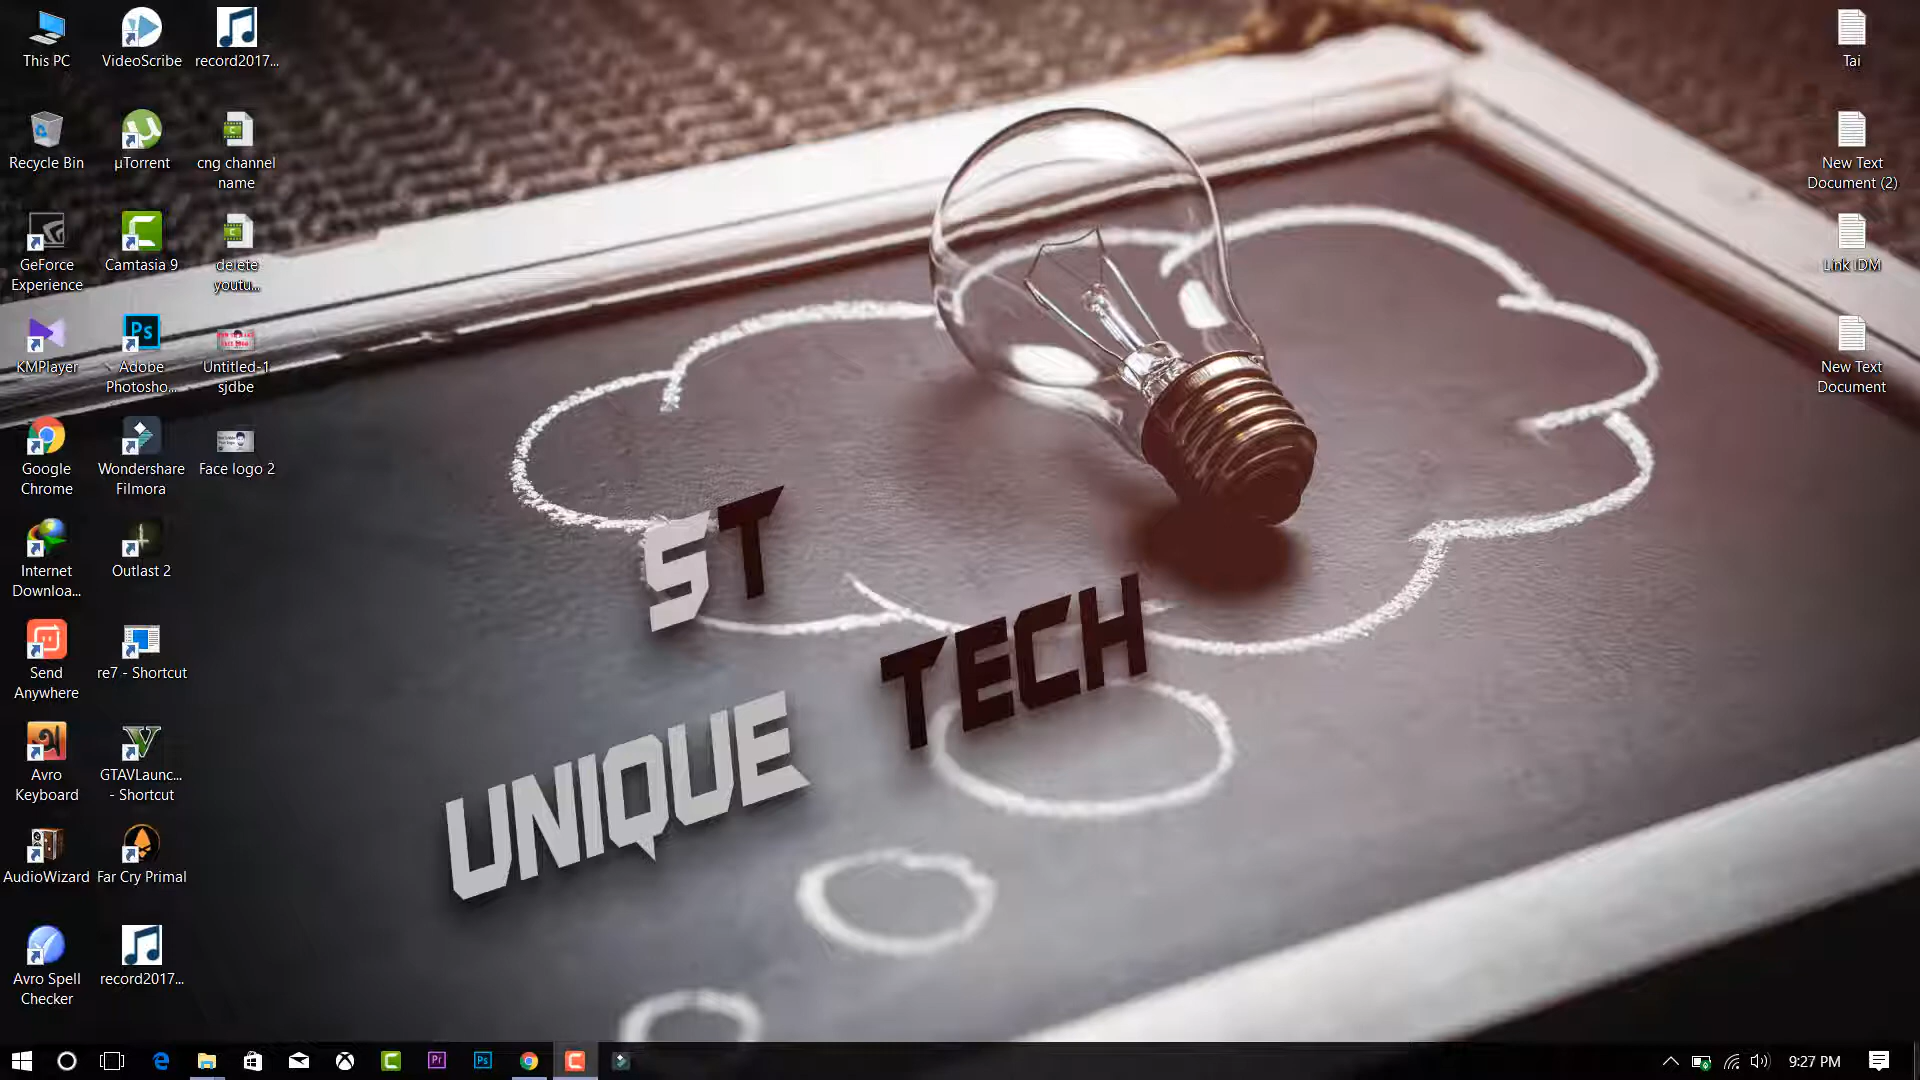 This PC
VideoScribe
record2017...
Recycle Bin
µTorrent
cng channel
name
GeForce
Experience
Camtasia 9
delete
youtu...
KMPlayer
Adobe
Photosho...
Untitled-1
sjdbe
Google
Chrome
Wondershare
Filmora
Face logo 2
Internet
Downloa...
Outlast 2
Send
Anywhere
re7 - Shortcut
Avro
Keyboard
GTAVLaunc...
- Shortcut
AudioWizard
Far Cry Primal
Avro Spell
Checker
record2017...
Tai
New Text
Document (2)
Link IDM
New Text
Document
ST
UNIQUE TECH
Ps
Pr
Ps
9:27 PM